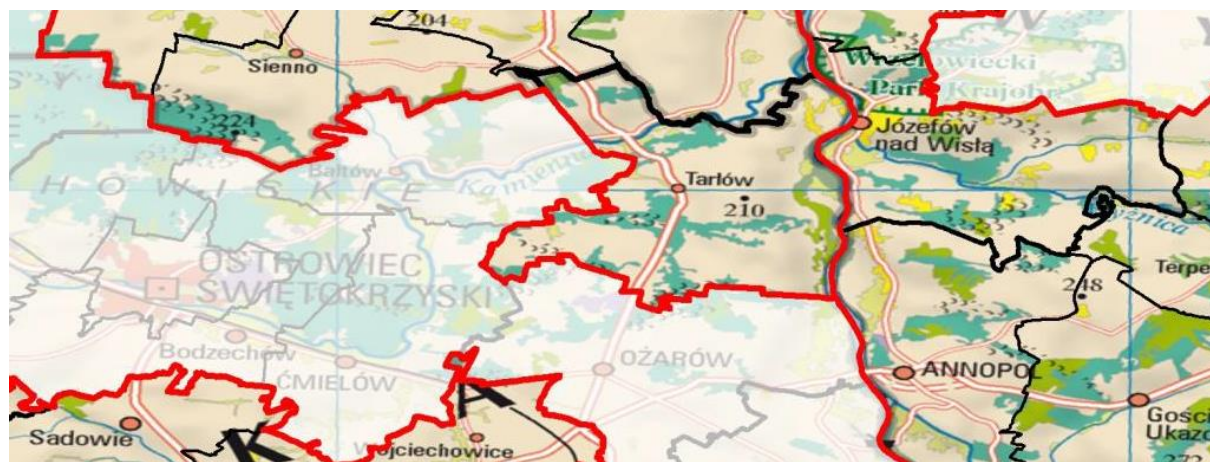 204
Sienno
Park Krajobr
Józefów
nad Wisłą
224
Bałtów
Kamienna
Tarłów
210
OSTROWIEC
ŚWIĘTOKRZYSKI
248
Terpe
Bodzechów
ĆMIELÓW
OŻARÓW
ANNOPOL
Gości
Ukazo
Sadowie
K
A
Wojciechowice
272